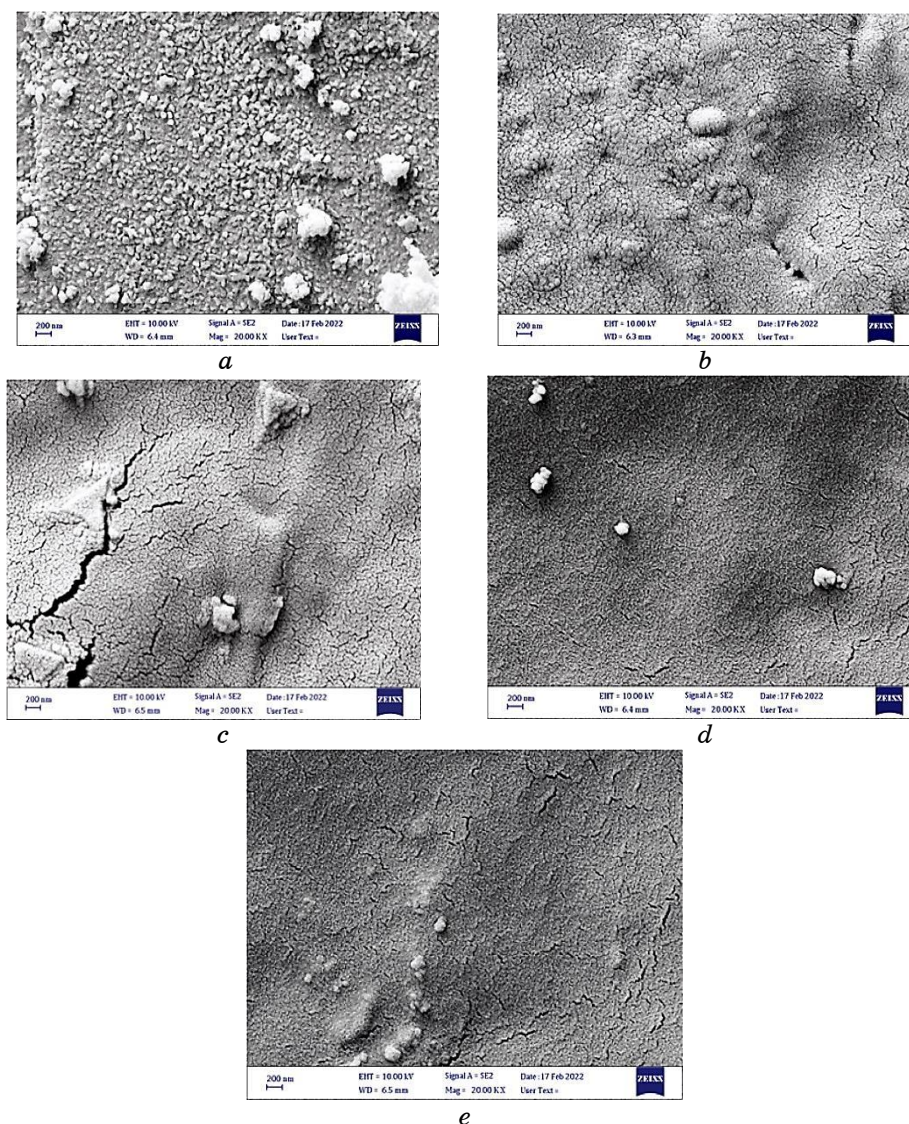 200 nm EHT = 10.00 kV Signal A = SE2 Date :17 Feb 2022 ZEISS
WD = 6.4 mm Mag = 20.00 KX User Text =
a
200 nm EHT = 10.00 kV Signal A = SE2 Date :17 Feb 2022 ZEISS
WD = 6.3 mm Mag = 20.00 KX User Text =
b
200 nm EHT = 10.00 kV Signal A = SE2 Date :17 Feb 2022 ZEISS
WD = 6.5 mm Mag = 20.00 KX User Text =
c
200 nm EHT = 10.00 kV Signal A = SE2 Date :17 Feb 2022 ZEISS
WD = 6.4 mm Mag = 20.00 KX User Text =
d
200 nm EHT = 10.00 kV Signal A = SE2 Date :17 Feb 2022 ZEISS
WD = 6.5 mm Mag = 20.00 KX User Text =
e